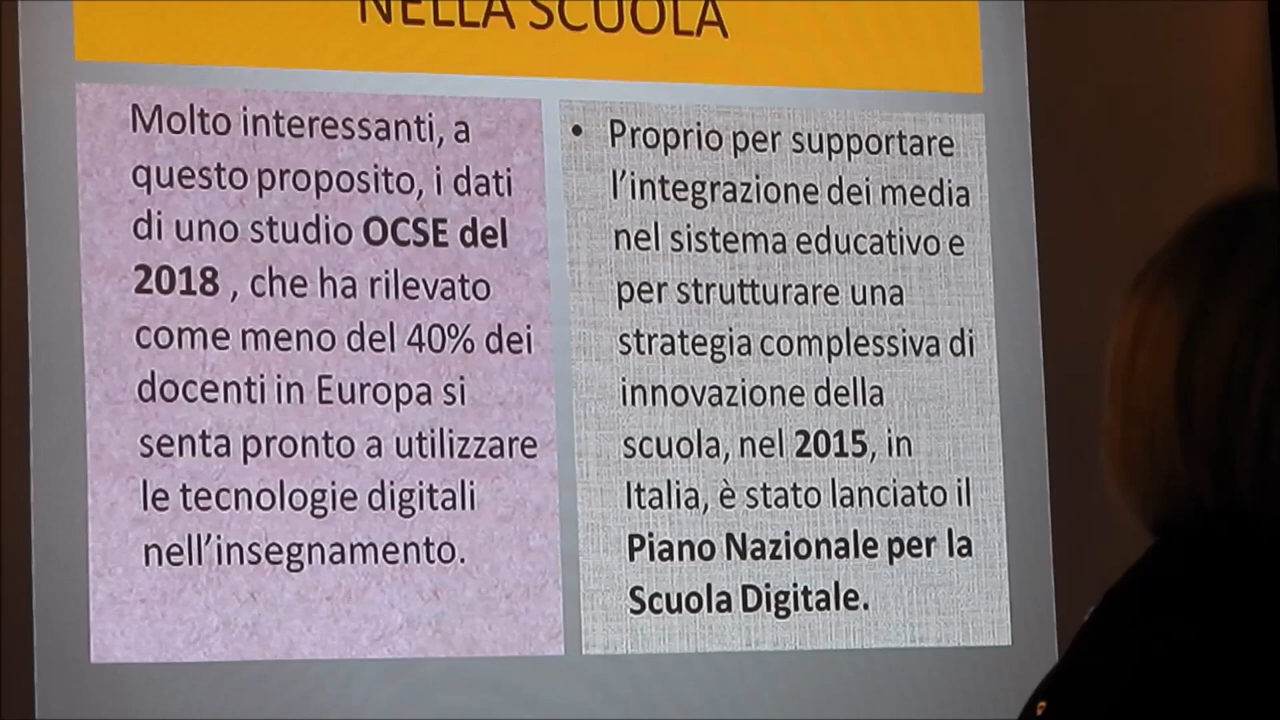 NELLA SCUOLA
Molto interessanti, a
questo proposito, i dati
di uno studio OCSE del
2018 , che ha rilevato
come meno del 40% dei
docenti in Europa si
senta pronto a utilizzare
le tecnologie digitali
nell'insegnamento.
• Proprio per supportare
l'integrazione dei media
nel sistema educativo e
per strutturare una
strategia complessiva di
innovazione della
scuola, nel 2015, in
Italia, è stato lanciato il
Piano Nazionale per la
Scuola Digitale.